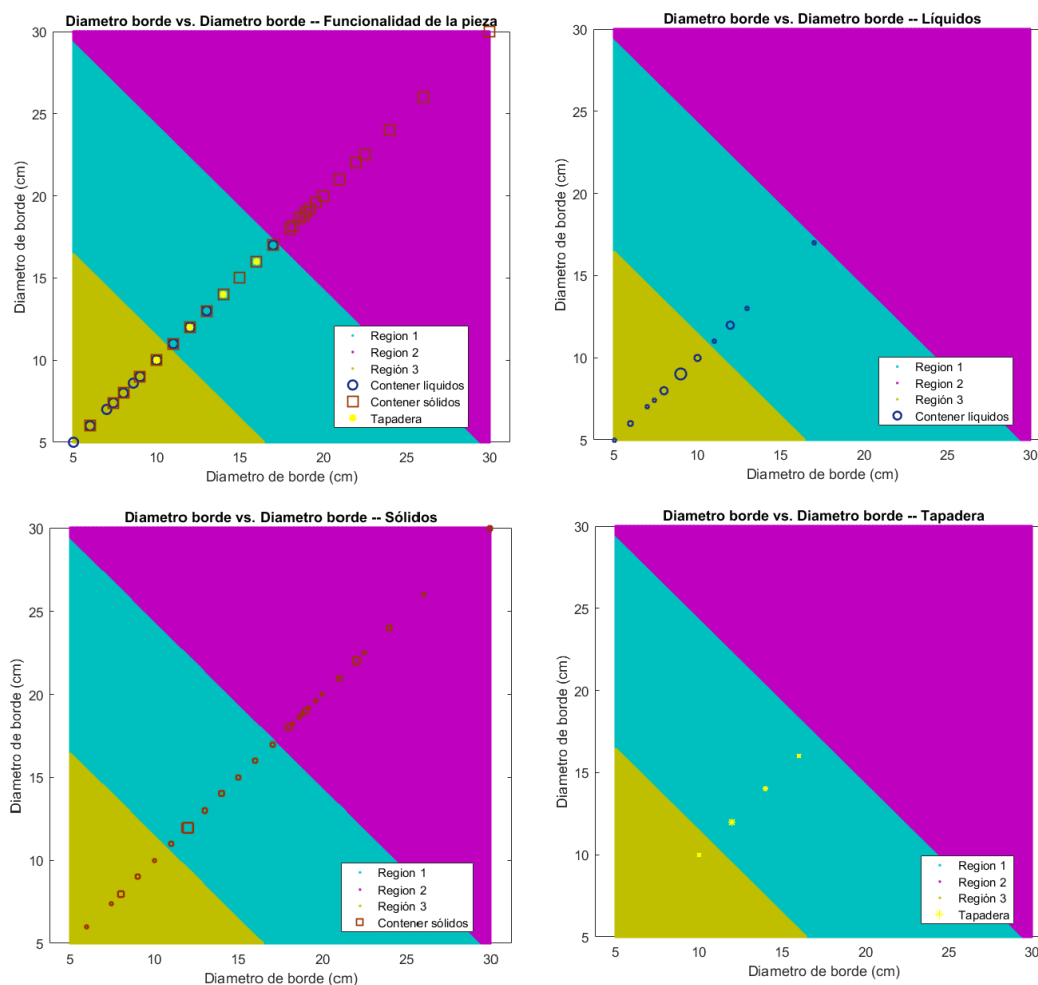 Diametro borde vs. Diametro borde -- Funcionalidad de la pieza
30
25
20
15
10
5
Diametro de borde (cm)
5 10 15 20 25 30
Diametro de borde (cm)
Region 1
Region 2
Región 3
Contener líquidos
Contener sólidos
Tapadera
Diametro borde vs. Diametro borde -- Líquidos
30
25
20
15
10
5
Diametro de borde (cm)
5 10 15 20 25 30
Diametro de borde (cm)
Region 1
Region 2
Región 3
Contener líquidos
Diametro borde vs. Diametro borde -- Sólidos
30
25
20
15
10
5
Diametro de borde (cm)
5 10 15 20 25 30
Diametro de borde (cm)
Region 1
Region 2
Región 3
Contener sólidos
Diametro borde vs. Diametro borde -- Tapadera
30
25
20
15
10
5
Diametro de borde (cm)
5 10 15 20 25 30
Diametro de borde (cm)
Region 1
Region 2
Región 3
Tapadera